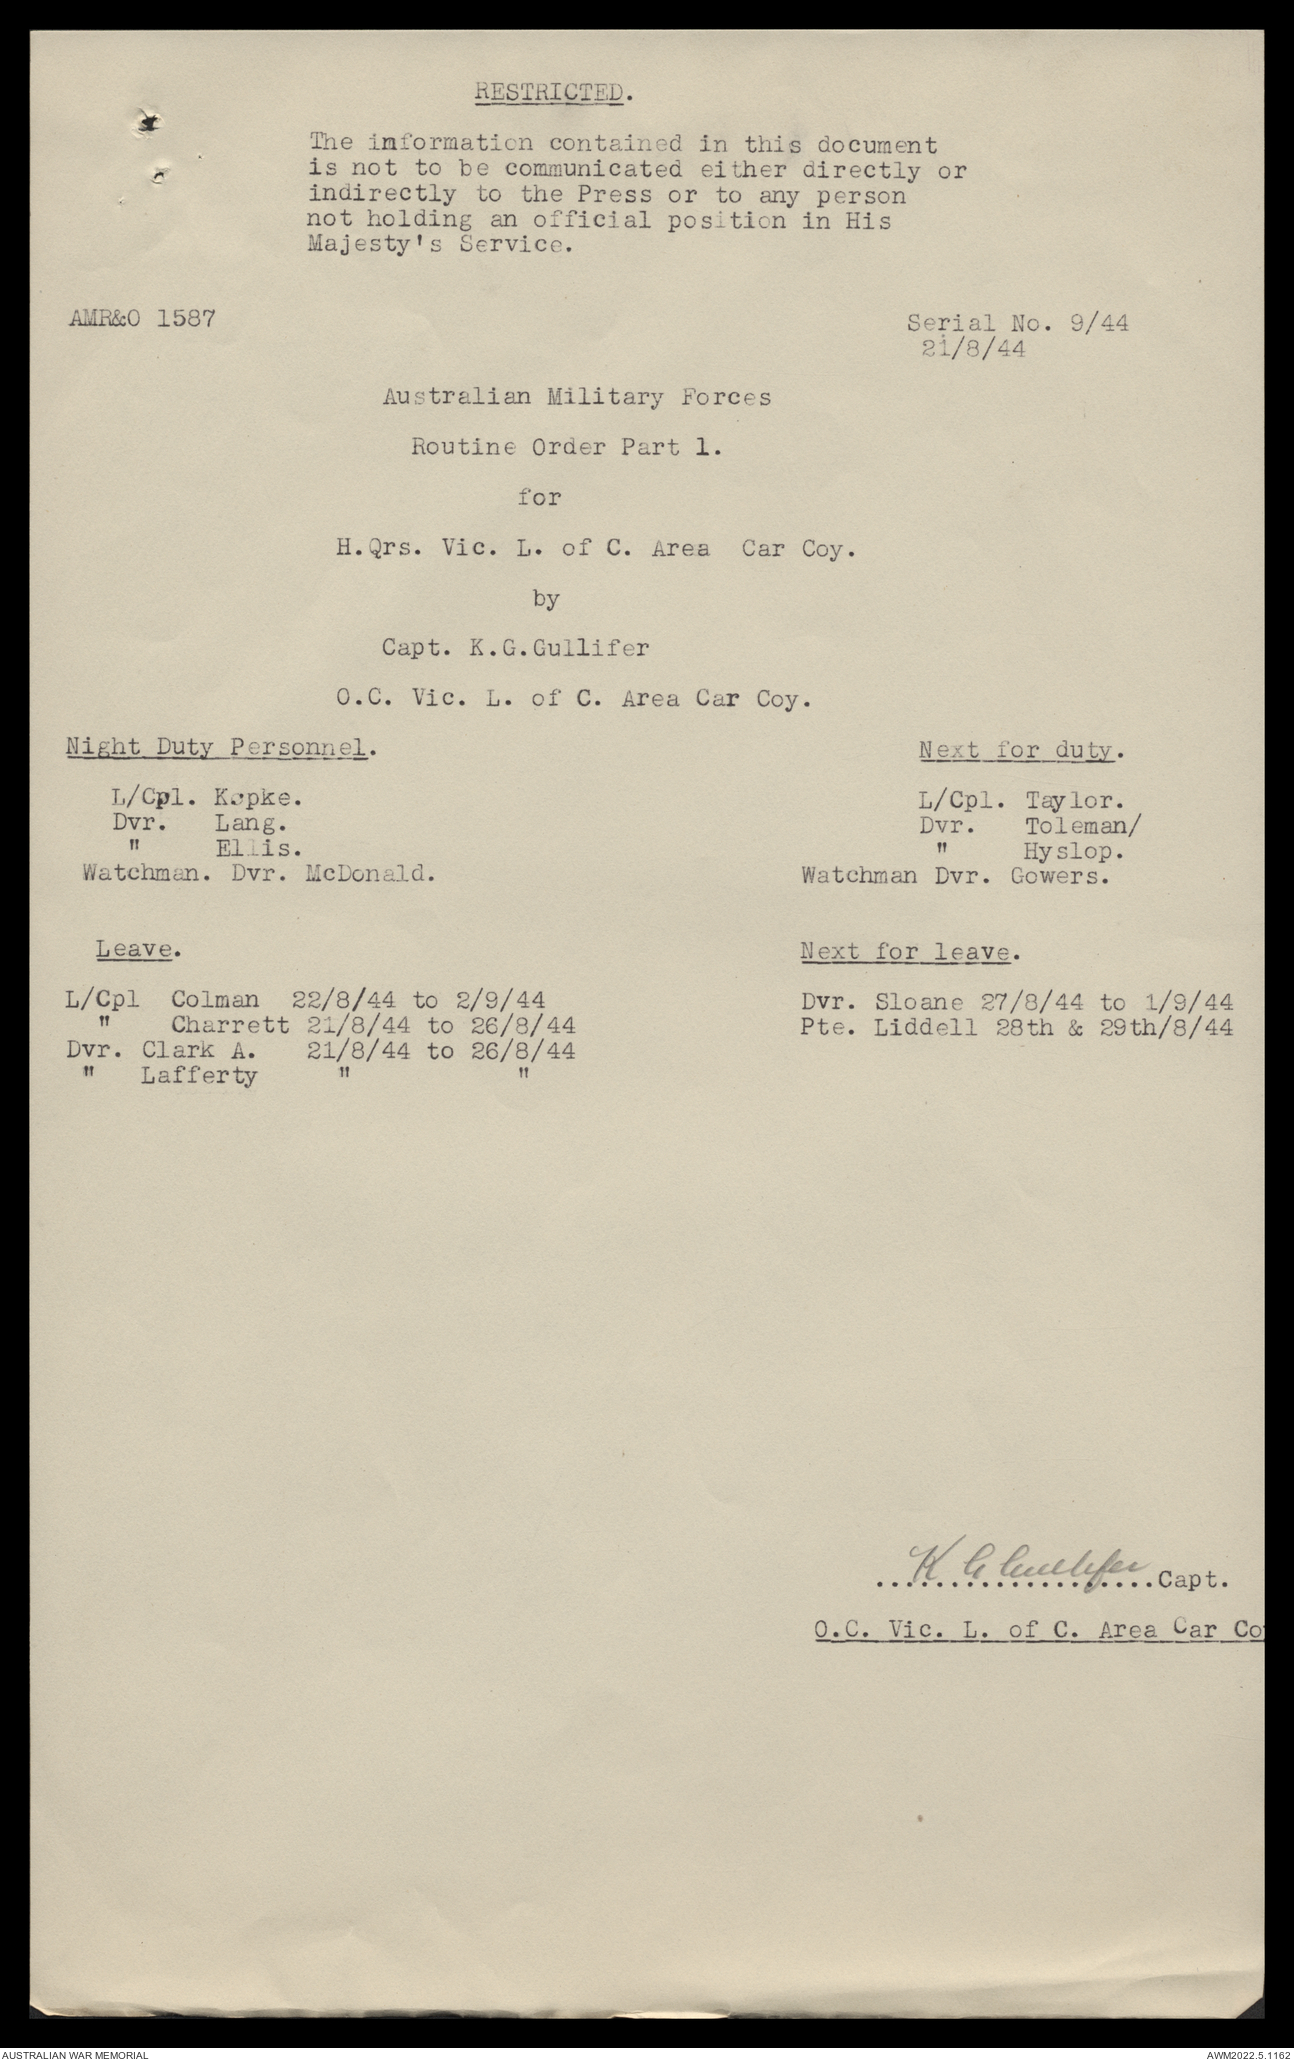 RESTRICTED.
The information contained in this document
is not to be communicated either directly or
indirectly to the Press or to any person
not holding an official position in His
Majesty's Service.
AMR&O 1587
Serial No. 9/44
21/8/44
Australian Military Forces
Routine Order Part 1.
for
H.Qrs. Vic. L. of C. Area Car Coy.
by
Capt. K.G.Gullifer
O.C. Vic. L. of C. Area Car Coy.
Night Duty Personnel.
L/Cpl. Kopke.
Dvr. Lang.
" Ellis.
Watchman. Dvr. McDonald.
Next for duty.
L/Cpl. Taylor.
Dvr. Toleman/
" Hyslop.
Watchman Dvr. Gowers.
Leave.
L/Cpl Colman 22/8/44 to 2/9/44
" Charrett 21/8/44 to 26/8/44
Dvr. Clark A. 21/8/44 to 26/8/44
" Lafferty " "
Next for leave.
Dvr. Sloane 27/8/44 to 1/9/44
Pte. Liddell 28th & 29th/8/44
K G Gullifer
...................Capt.
O.C. Vic. L. of C. Area Car Co
AUSTRALIAN WAR MEMORIAL
AWM2022.5.1162